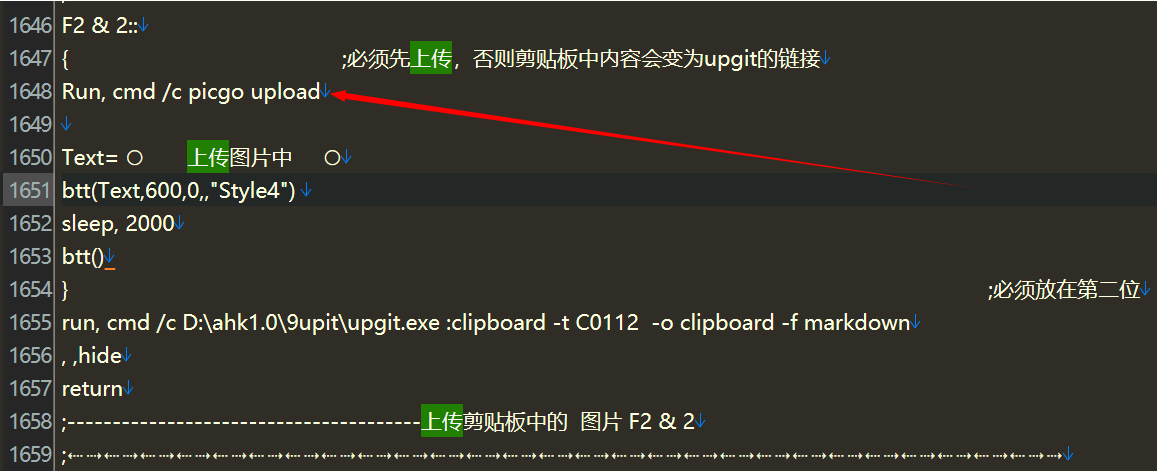 1646 F2 & 2::↓
1647 { ;必须先上传，否则剪贴板中内容会变为upgit的链接↓
1648 Run, cmd /c picgo upload↓
1649 ↓
1650 Text= ○ 上传图片中 ○↓
1651 btt(Text,600,0,,"Style4") ↓
1652 sleep, 2000↓
1653 btt()↓
1654 } ;必须放在第二位↓
1655 run, cmd /c D:\ahk1.0\9upit\upgit.exe :clipboard -t C0112  -o clipboard -f markdown↓
1656 , ,hide↓
1657 return↓
1658 ;---------------------------------------上传剪贴板中的  图片 F2 & 2↓
1659 ;←⇢←⇢←⇢←⇢←⇢←⇢←⇢←⇢←⇢←⇢←⇢←⇢←⇢←⇢←⇢←⇢←⇢←⇢←⇢←⇢←⇢←⇢←⇢←⇢←⇢←⇢←⇢↓